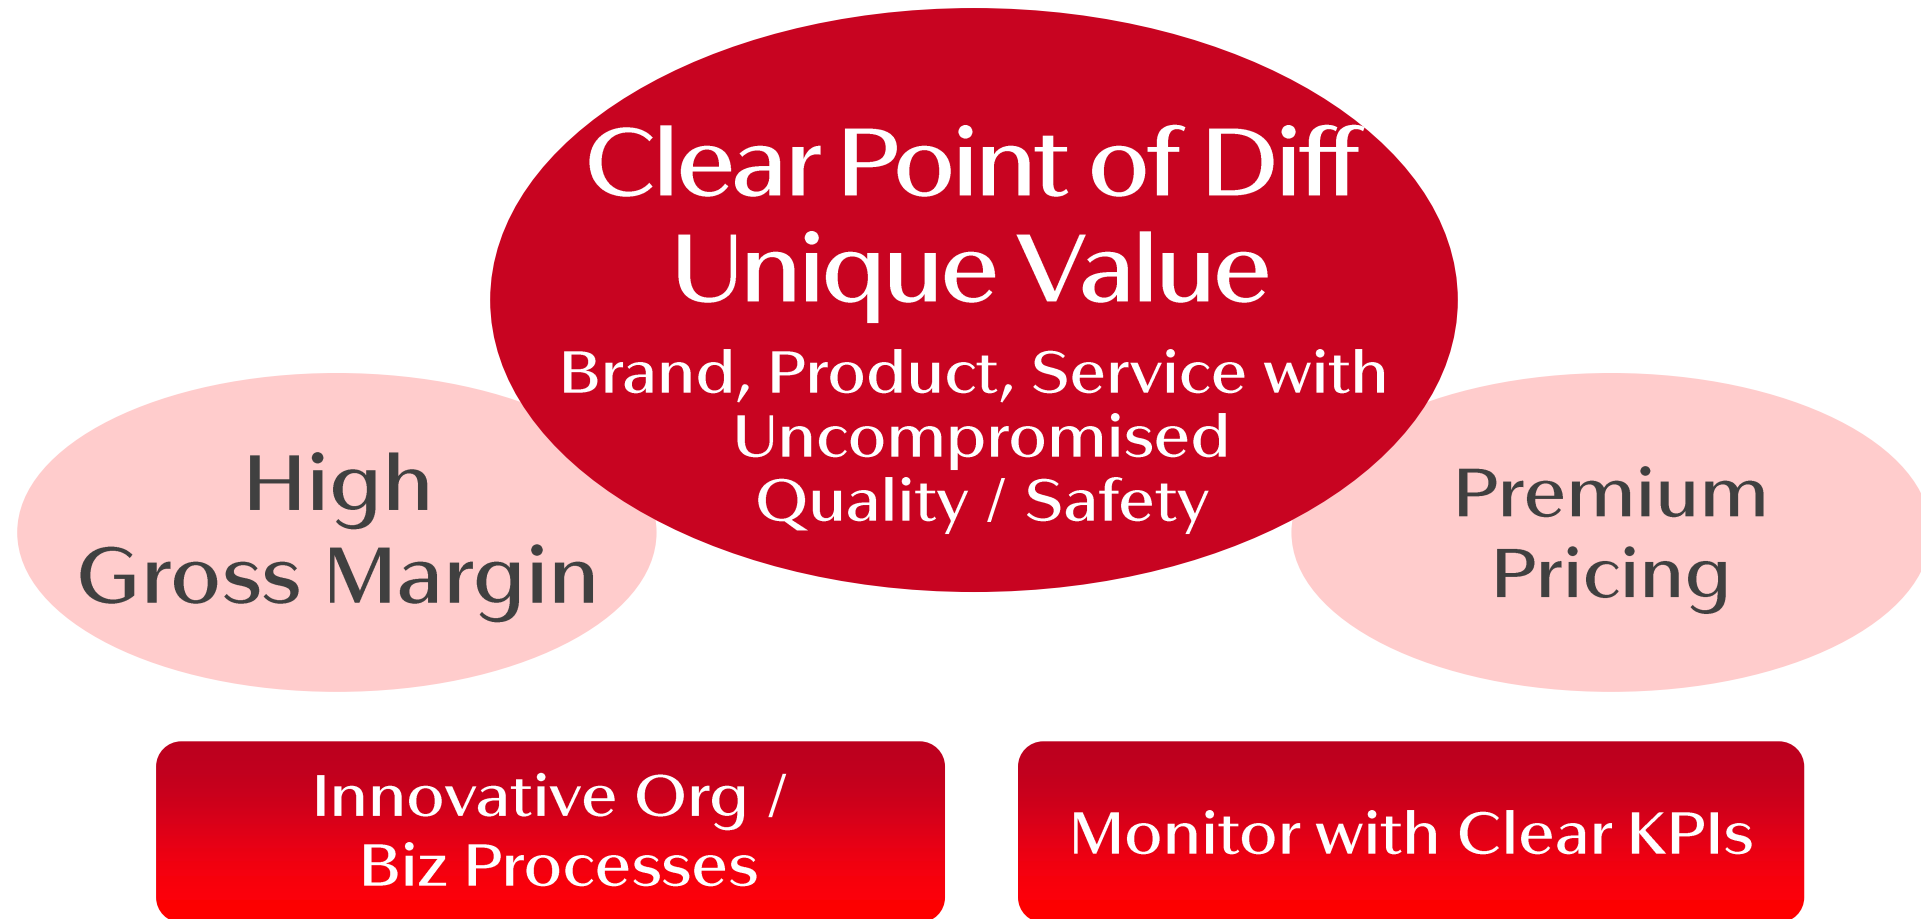 Clear Point of Diff
Unique Value
Brand, Product, Service with
Uncompromised
Quality / Safety
High
Gross Margin
Premium
Pricing
Innovative Org /
Biz Processes
Monitor with Clear KPIs